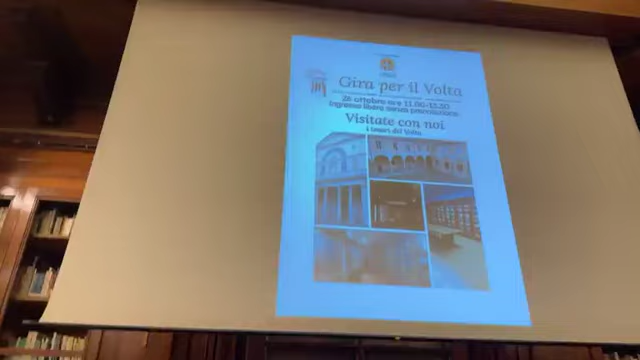 Gira per il Volta
26 ottobre ore 11.00-15.30
Ingresso libero senza prenotazione
Visitate con noi
i tesori del Volta